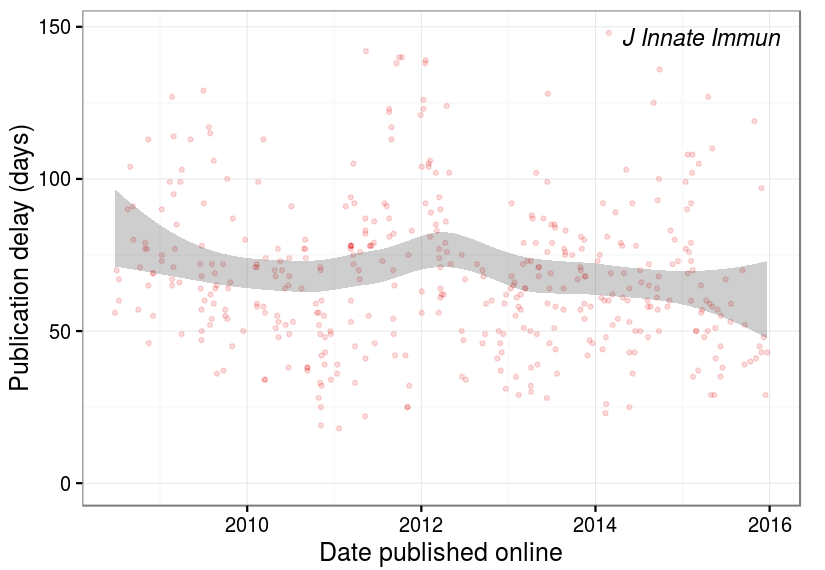 J Innate Immun
Publication delay (days)
150
100
50
0
2010
2012
2014
2016
Date published online